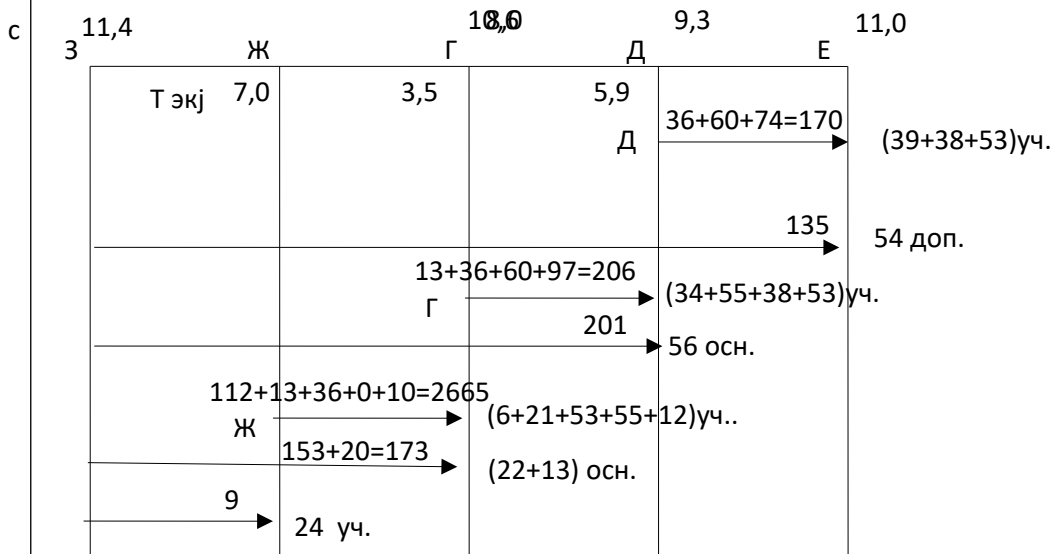 с
11,4
9,3
11,0
З Ж Г Д Е
Т экј 7,0 3,5 5,9
36+60+74=170
Д
(39+38+53)уч.
135
54 доп.
13+36+60+97=206
Г
(34+55+38+53)уч.
201
56 осн.
112+13+36+0+10=2665
Ж
(6+21+53+55+12)уч..
153+20=173
(22+13) осн.
9
24 уч.